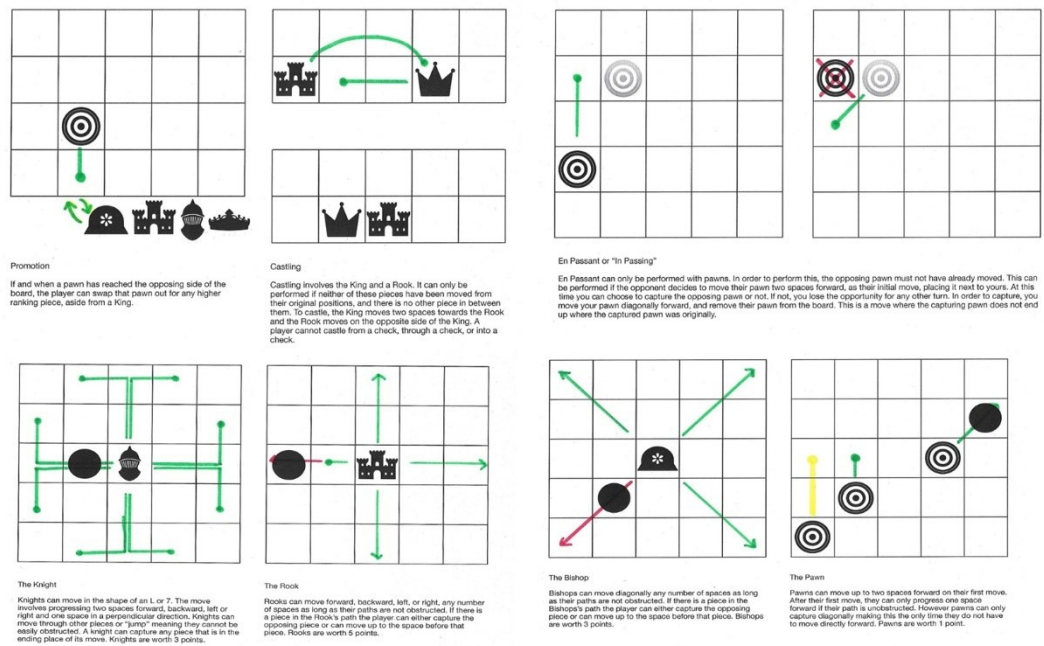 Promotion
If and when a pawn has reached the opposing side of the
board, the player can swap that pawn out for any higher
ranking piece, aside from a King.
Castling
Castling involves the King and a Rook. It can only be
performed if neither of these pieces have been moved from
their original positions, and there is no other piece in between
them. To castle, the King moves two spaces towards the Rook
and the Rook moves on the opposite side of the King. A
player cannot castle from a check, through a check, or into a
check.
En Passant or "In Passing"
En Passant can only be performed with pawns. In order to perform this, the opposing pawn must not have already moved. This can
be performed if the opponent decides to move their pawn two spaces forward, as their initial move, placing it next to yours. At this
time you can choose to capture the opposing pawn or not. If not, you lose the opportunity for any other turn. In order to capture, you
move your pawn diagonally forward, and remove their pawn from the board. This is a move where the capturing pawn does not end
up where the captured pawn was originally.
The Knight
Knights can move in the shape of an L or 7. The move
involves progressing two spaces forward, backward, left or
right and one space in a perpendicular direction. Knights can
move through other pieces or "jump" meaning they cannot be
easily obstructed. A knight can capture any piece that is in the
ending place of its move. Knights are worth 3 points.
The Rook
Rooks can move forward, backward, left, or right, any number
of spaces as long as their paths are not obstructed. If there is
a piece in the Rook's path the player can either capture the
opposing piece or can move up to the space before that
piece. Rooks are worth 5 points.
The Bishop
Bishops can move diagonally any number of spaces as long
as their paths are not obstructed. If there is a piece in the
Bishops's path the player can either capture the opposing
piece or can move up to the space before that piece. Bishops
are worth 3 points.
The Pawn
Pawns can move up to two spaces forward on their first move.
After their first move, they can only progress one space
forward if their path is unobstructed. However pawns can only
capture diagonally making this the only time they do not have
to move directly forward. Pawns are worth 1 point.